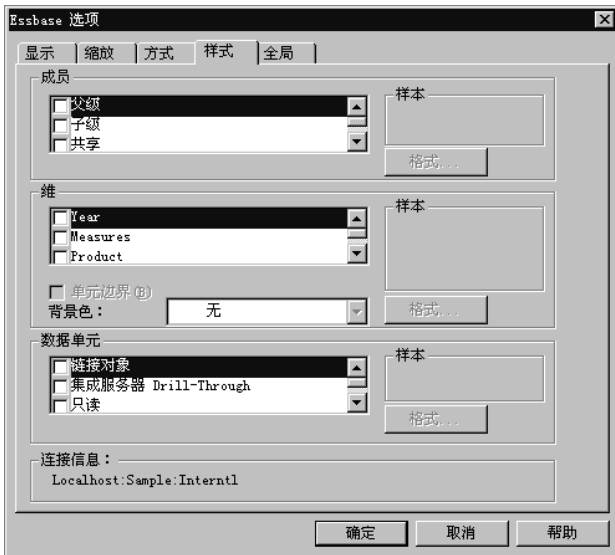 Essbase 选项
显示 缩放 方式 样式 全局
成员
父级
子级
共享
样本
格式...
维
Year
Measures
Product
样本
单元边界(B)
背景色： 无
格式...
数据单元
链接对象
集成服务器 Drill-Through
只读
样本
格式...
连接信息：
Localhost:Sample:Interntl
确定 取消 帮助